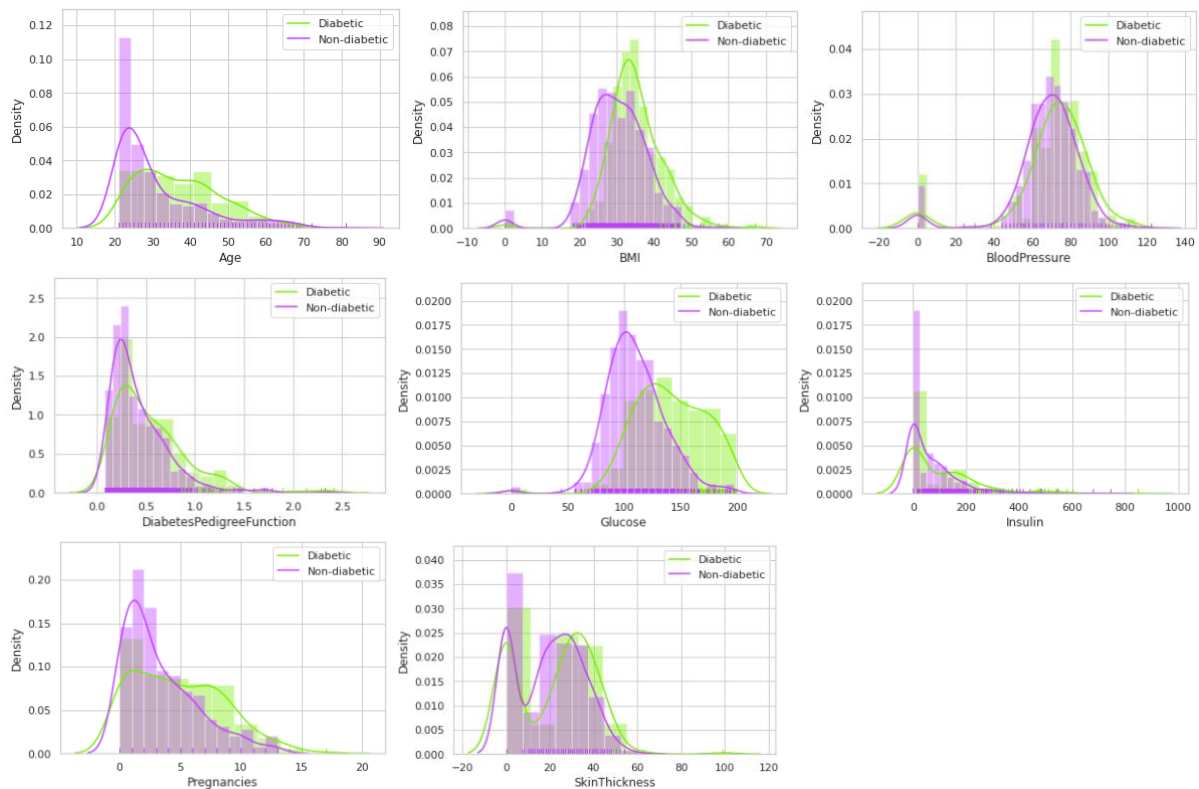 Density
0.12
0.10
0.08
0.06
0.04
0.02
0.00
Diabetic
Non-diabetic
10 20 30 40 50 60 70 80 90
Age
Density
0.08
0.07
0.06
0.05
0.04
0.03
0.02
0.01
0.00
Diabetic
Non-diabetic
−10 0 10 20 30 40 50 60 70
BMI
Density
0.04
0.03
0.02
0.01
0.00
Diabetic
Non-diabetic
−20 0 20 40 60 80 100 120 140
BloodPressure
Density
2.5
2.0
1.5
1.0
0.5
0.0
Diabetic
Non-diabetic
0.0 0.5 1.0 1.5 2.0 2.5
DiabetesPedigreeFunction
Density
0.0200
0.0175
0.0150
0.0125
0.0100
0.0075
0.0050
0.0025
0.0000
Diabetic
Non-diabetic
0 50 100 150 200
Glucose
Density
0.0200
0.0175
0.0150
0.0125
0.0100
0.0075
0.0050
0.0025
0.0000
Diabetic
Non-diabetic
0 200 400 600 800 1000
Insulin
Density
0.20
0.15
0.10
0.05
0.00
Diabetic
Non-diabetic
0 5 10 15 20
Pregnancies
Density
0.040
0.035
0.030
0.025
0.020
0.015
0.010
0.005
0.000
Diabetic
Non-diabetic
−20 0 20 40 60 80 100 120
SkinThickness